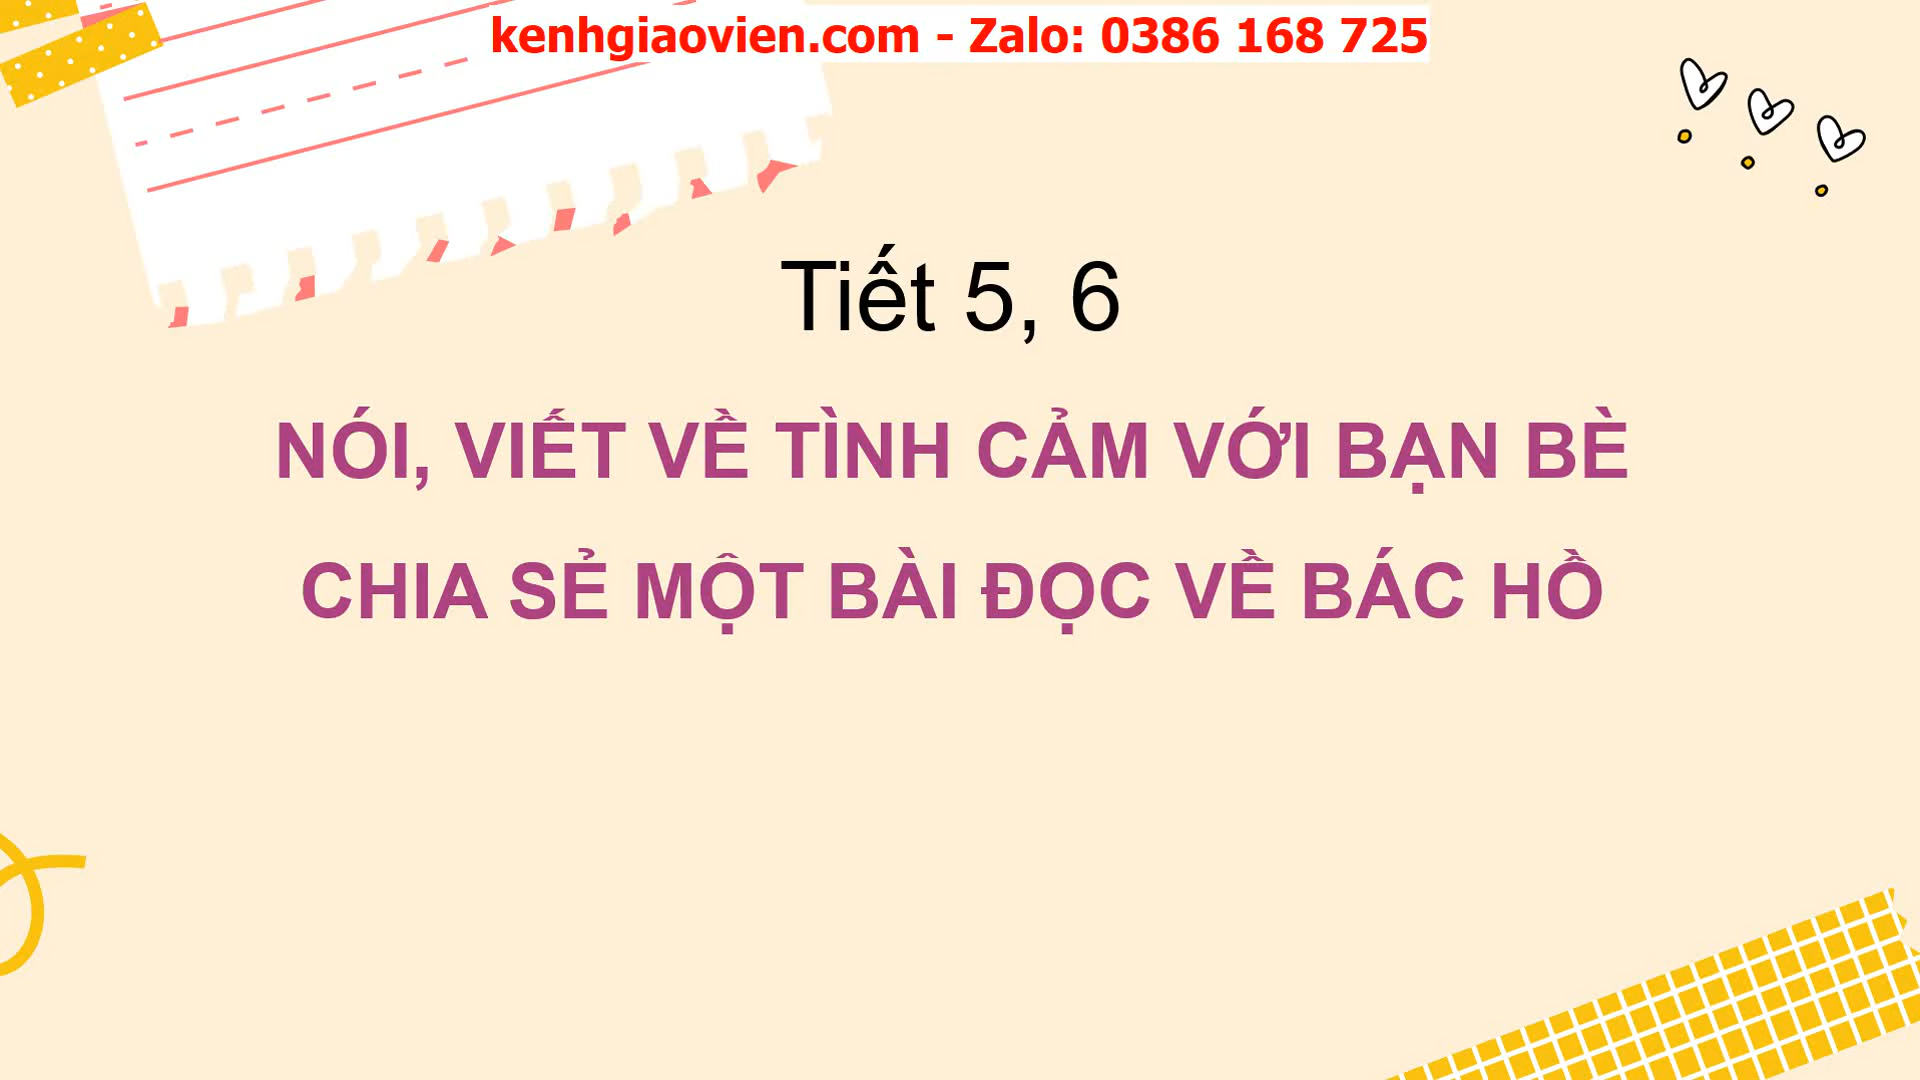 kenhgiaovien.com - Zalo: 0386 168 725
Tiết 5, 6
NÓI, VIẾT VỀ TÌNH CẢM VỚI BẠN BÈ
CHIA SẺ MỘT BÀI ĐỌC VỀ BÁC HỒ